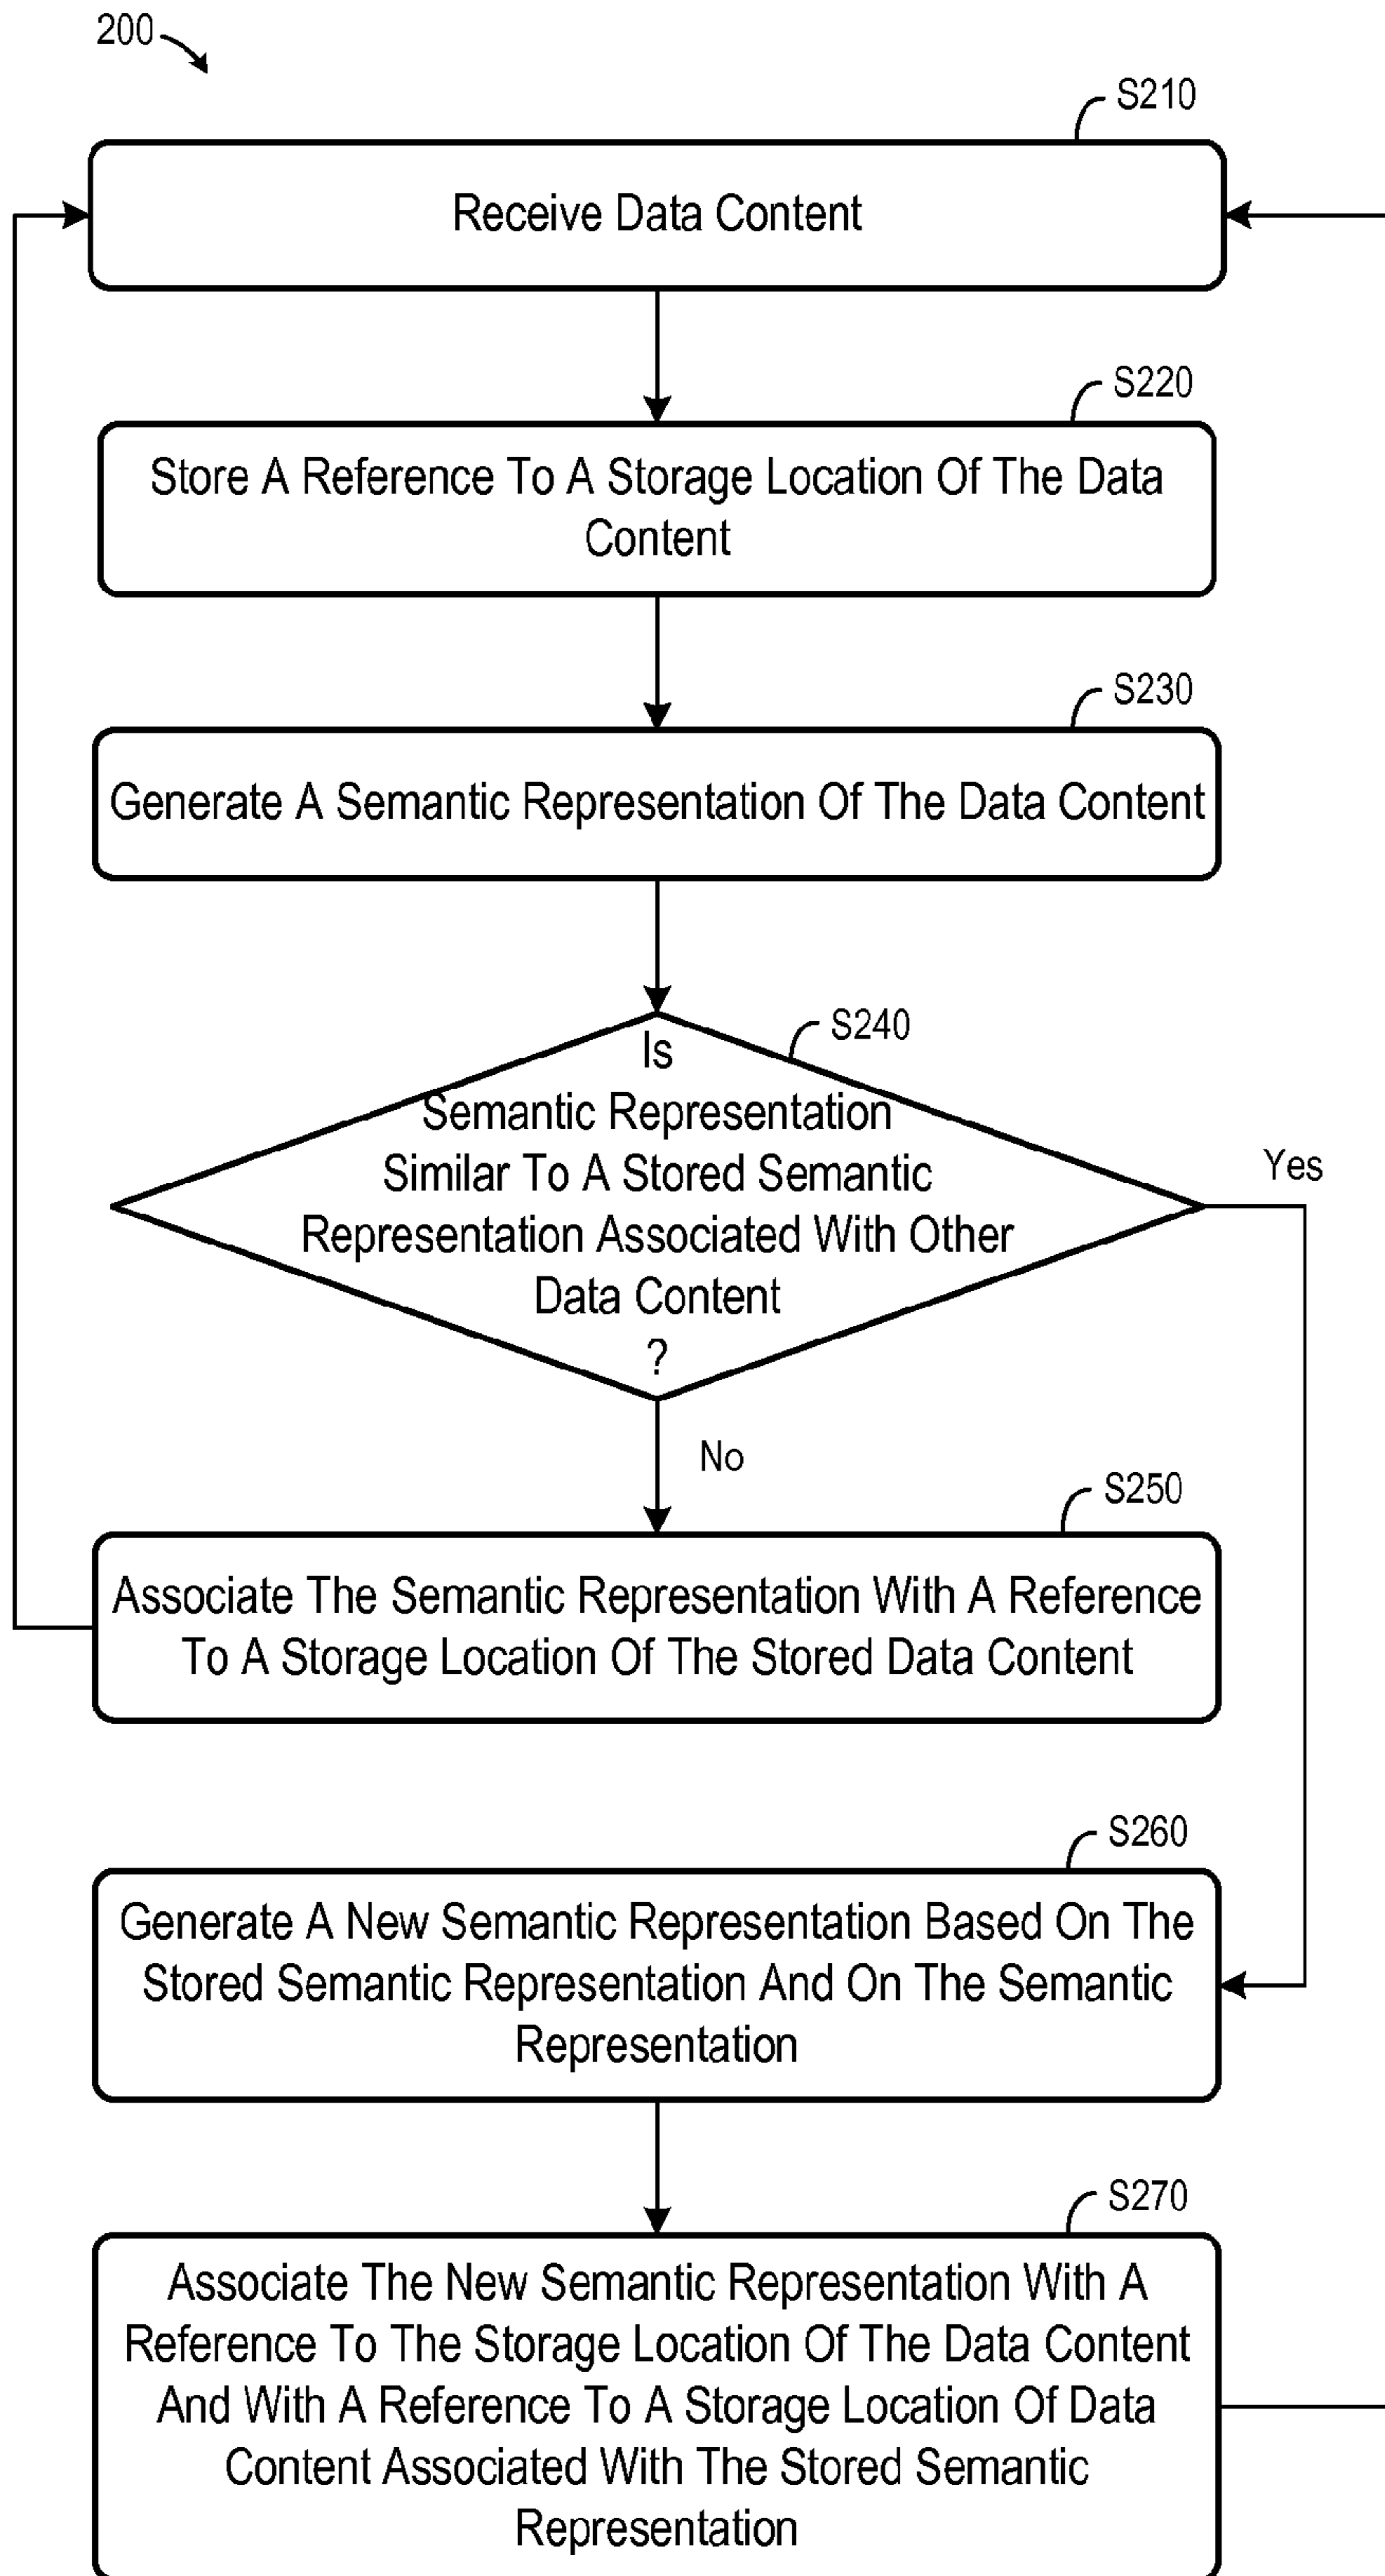 200
S210
Receive Data Content
S220
Store A Reference To A Storage Location Of The Data
Content
S230
Generate A Semantic Representation Of The Data Content
S240
Is
Semantic Representation
Similar To A Stored Semantic
Representation Associated With Other
Data Content
?
Yes
No
S250
Associate The Semantic Representation With A Reference
To A Storage Location Of The Stored Data Content
S260
Generate A New Semantic Representation Based On The
Stored Semantic Representation And On The Semantic
Representation
S270
Associate The New Semantic Representation With A
Reference To The Storage Location Of The Data Content
And With A Reference To A Storage Location Of Data
Content Associated With The Stored Semantic
Representation